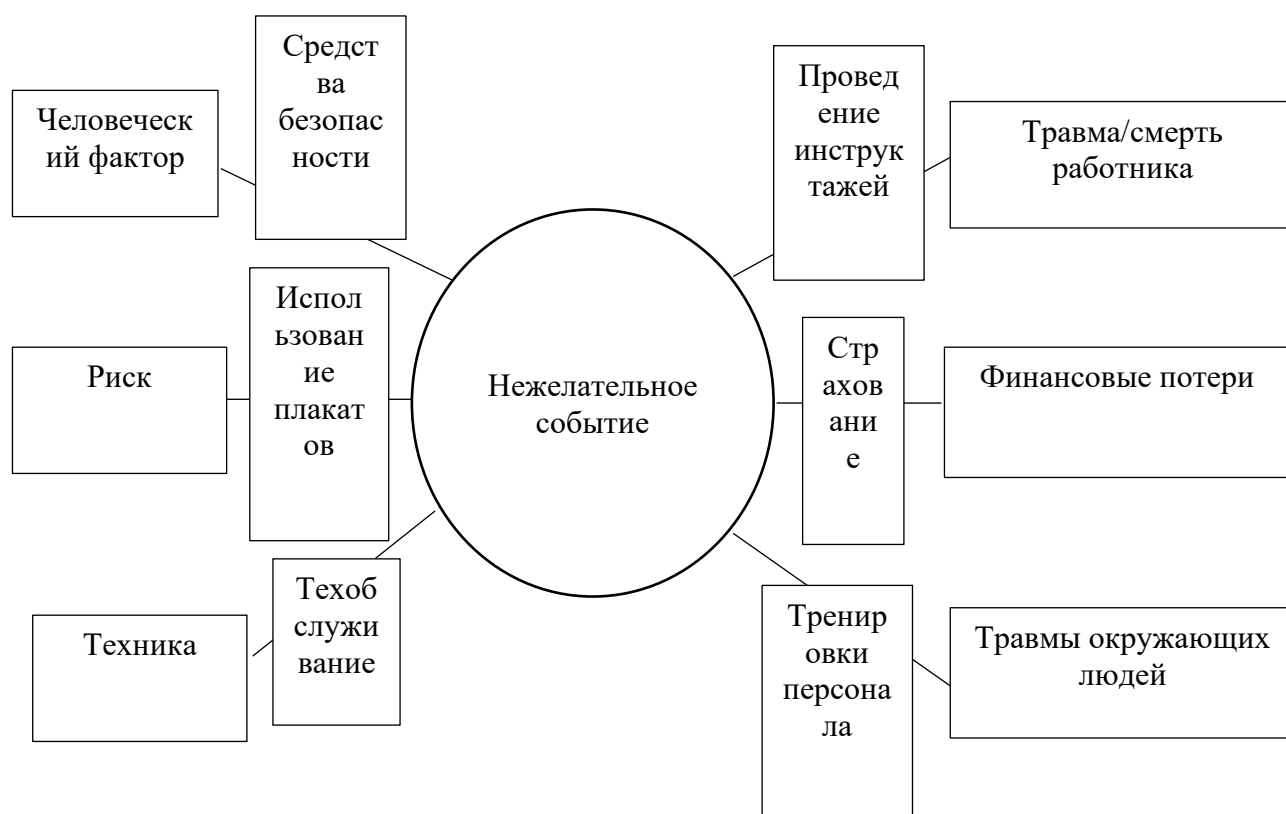 Средст
ва
безопас
ности
Человеческ
ий фактор
Провед
ение
инструк
тажей
Травма/смерть
работника
Исполь
ьзован
ие
плакат
ов
Риск
Нежелательное
событие
Стр
ахов
ани
е
Финансовые потери
Техоб
служи
вание
Техника
Тренир
овки
персона
ла
Травмы окружающих
людей